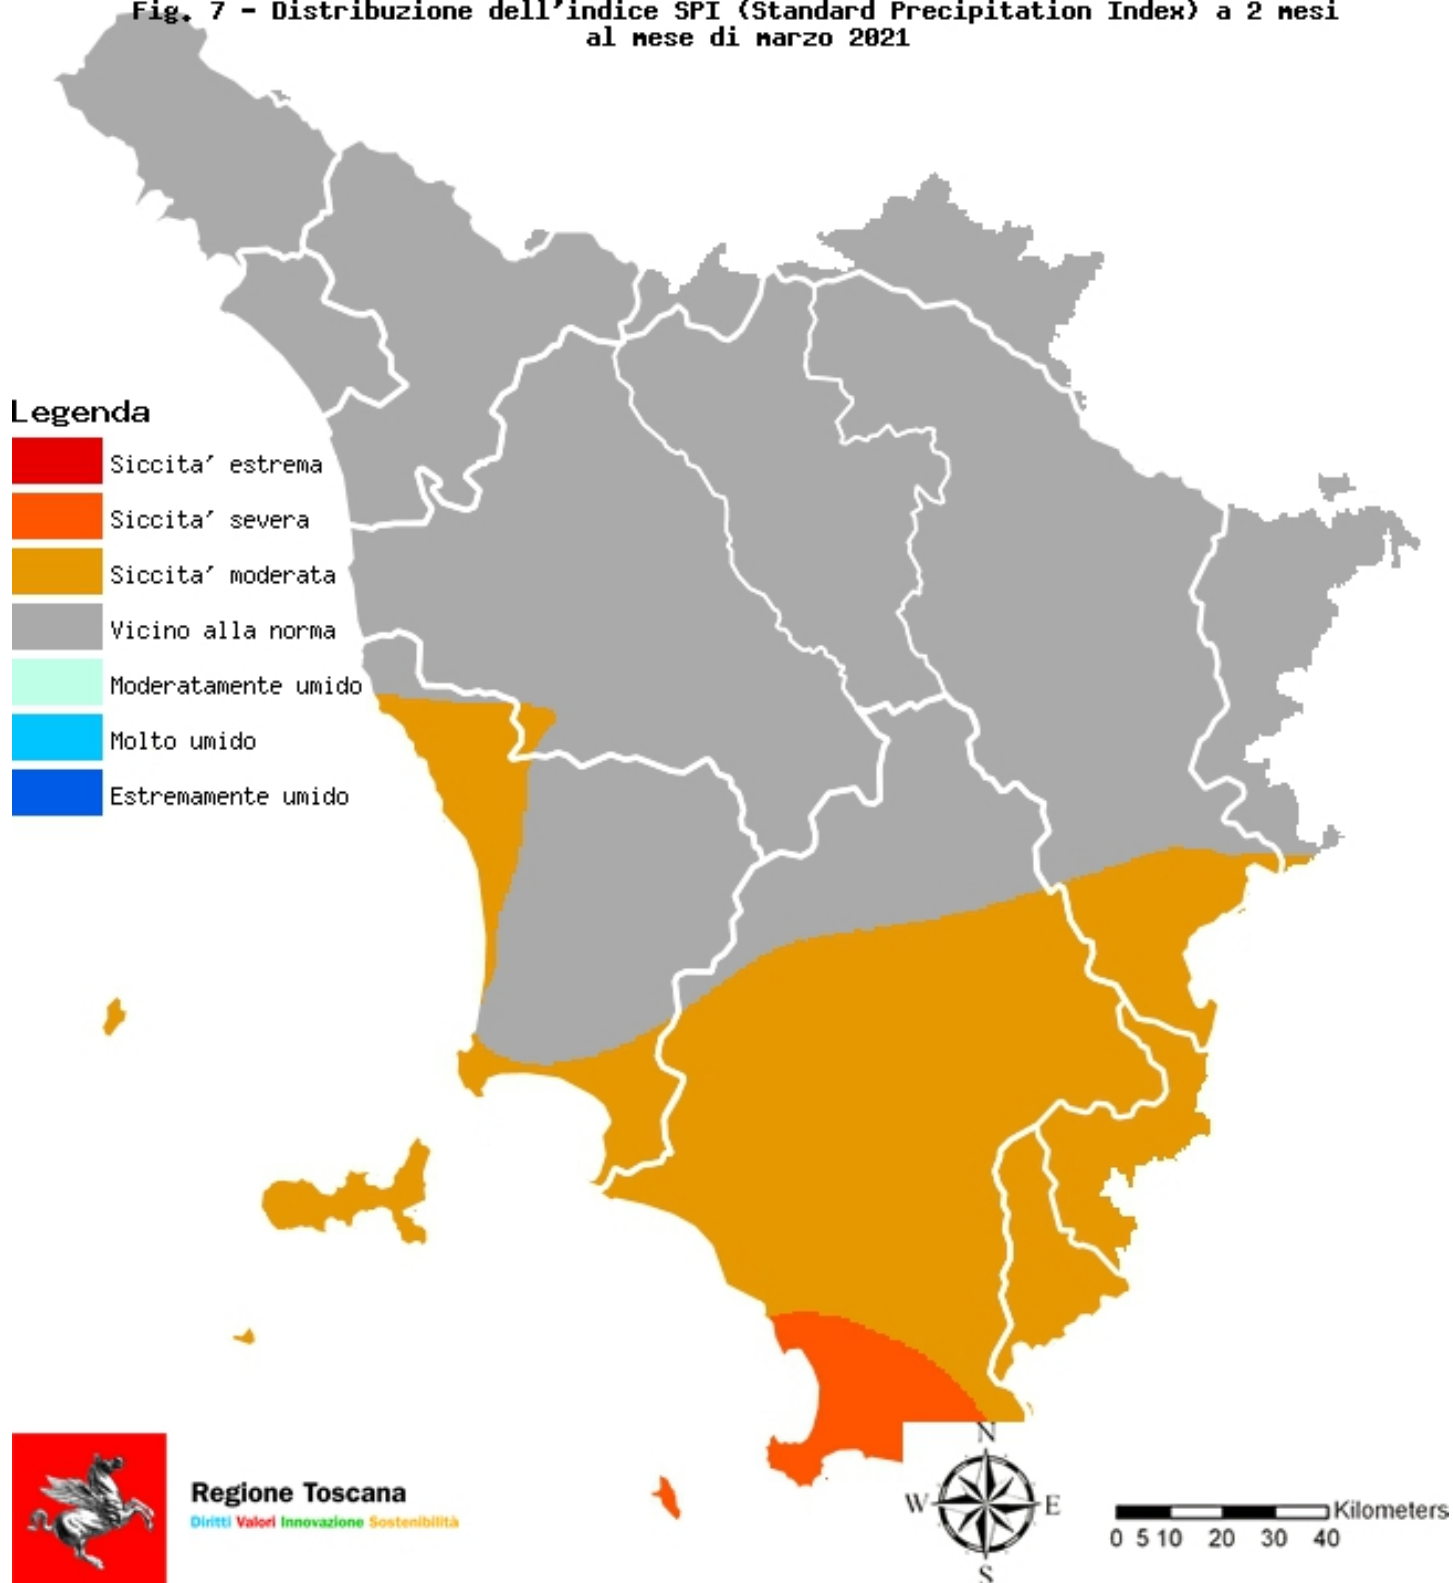 Fig. 7 - Distribuzione dell'indice SPI (Standard Precipitation Index) a 2 mesi
al mese di marzo 2021
Legenda
Siccita' estrema
Siccita' severa
Siccita' moderata
Vicino alla norma
Moderatamente umido
Molto umido
Estremamente umido
Regione Toscana
Diritti Valori Innovazione Sostenibilità
N
W E
S
Kilometers
0 5 10 20 30 40